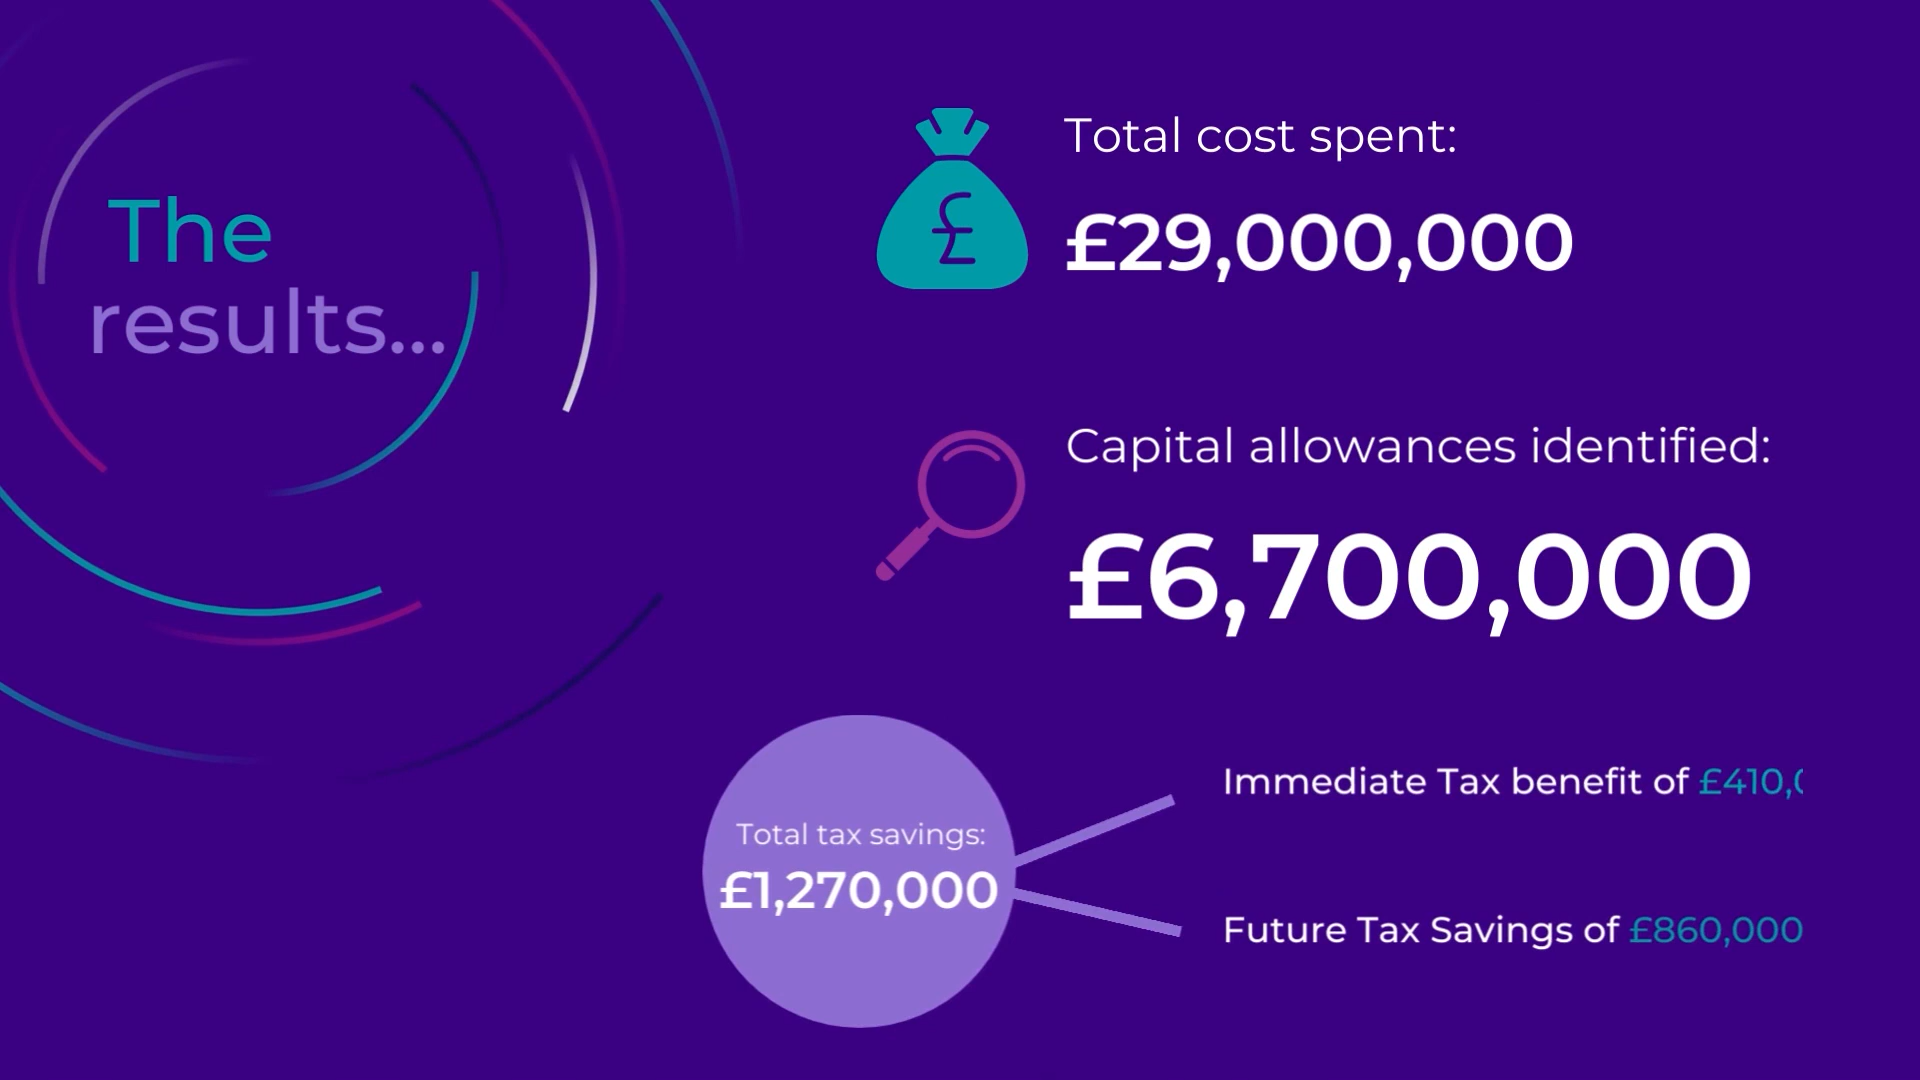 The
results...
Total cost spent:
£29,000,000
Capital allowances identified:
£6,700,000
Total tax savings:
£1,270,000
Immediate Tax benefit of
Future Tax Savings of £860,000